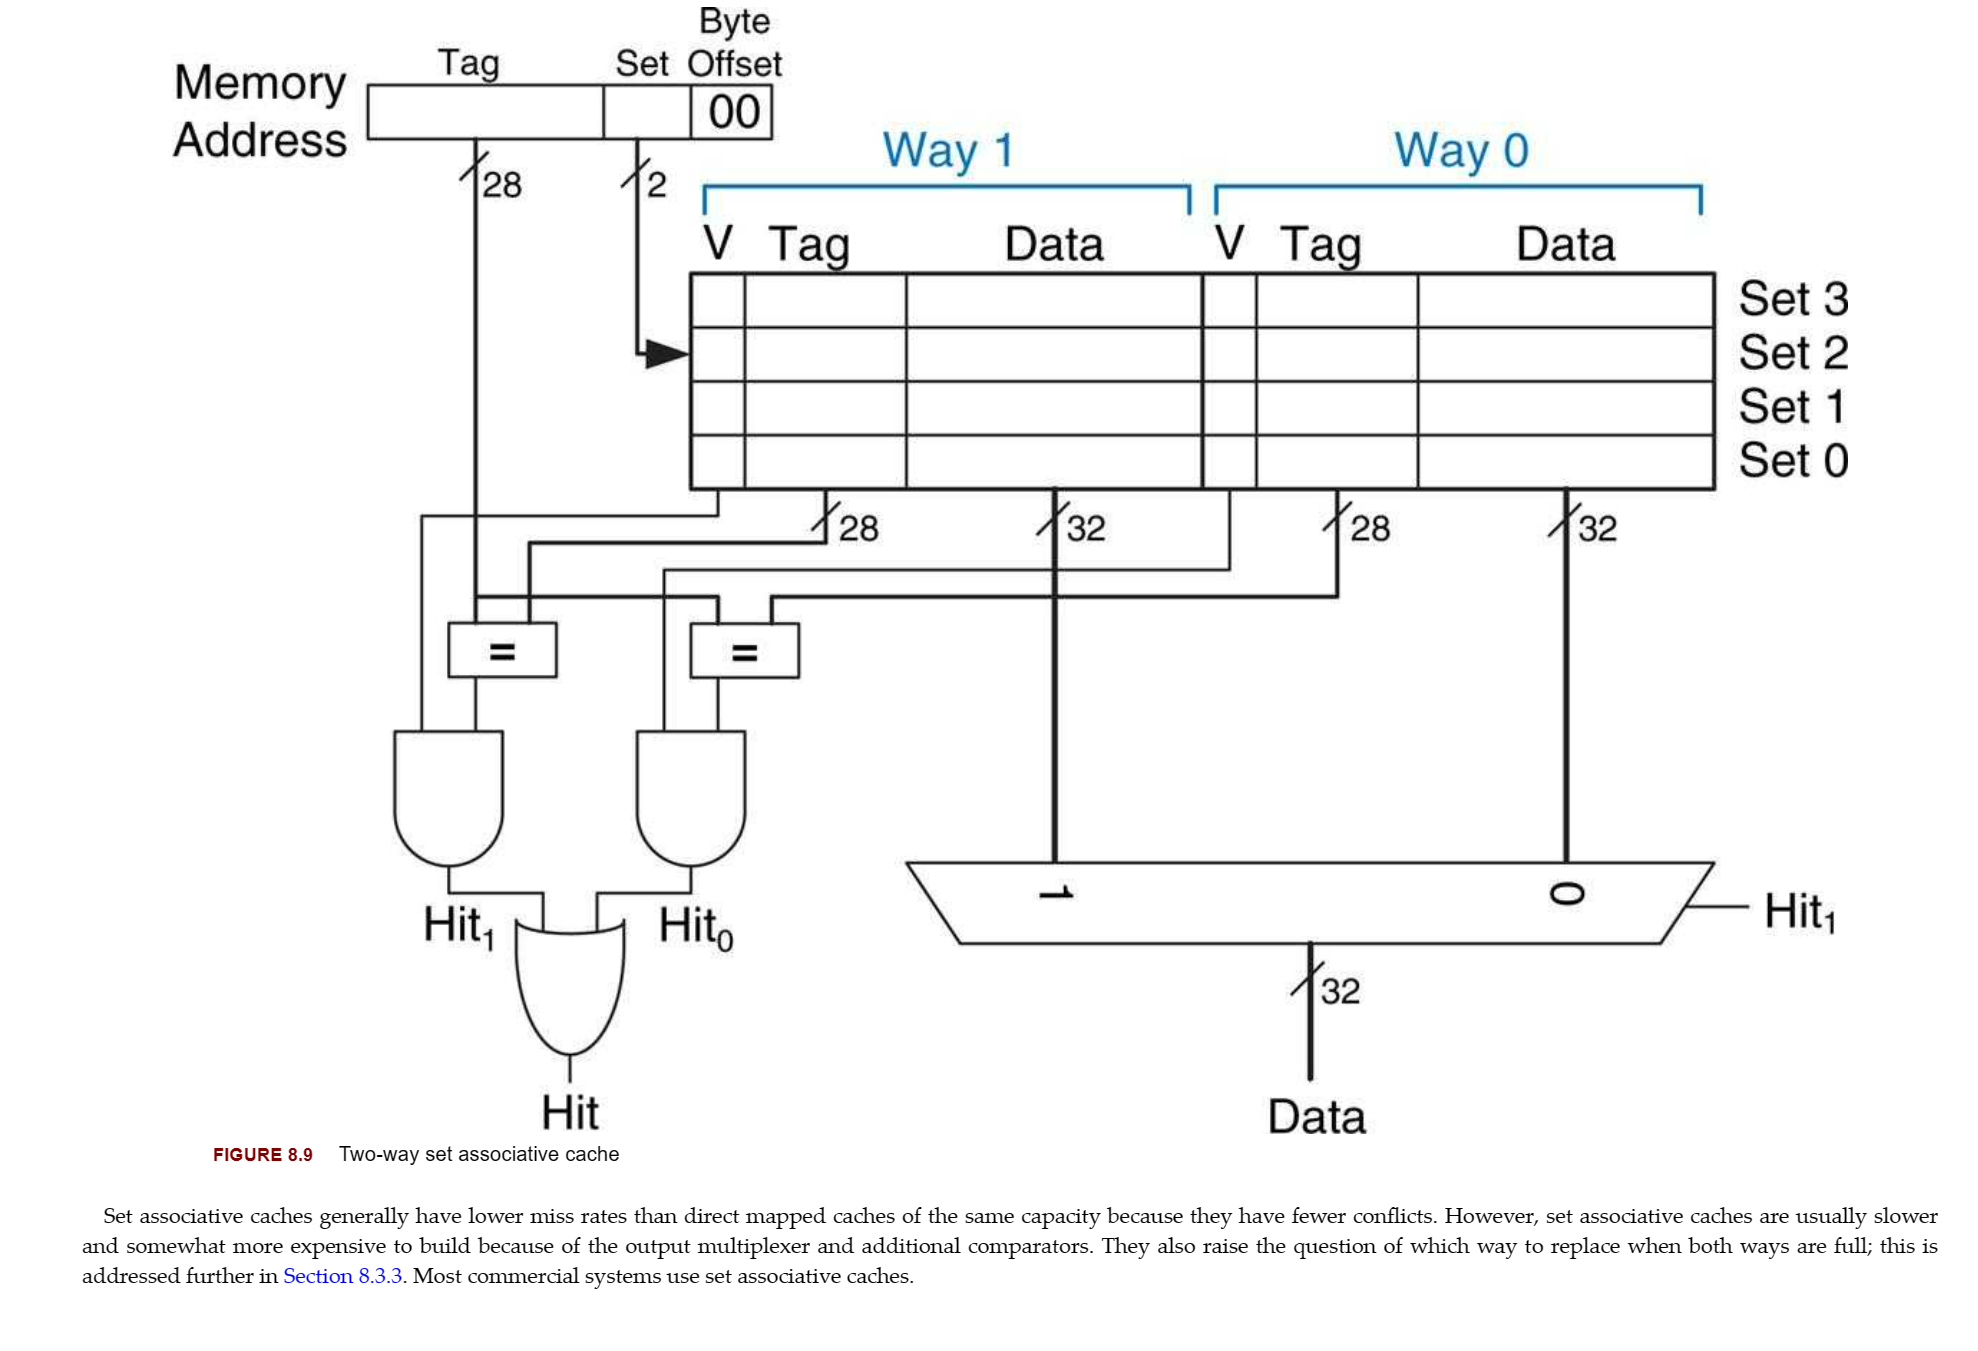 Byte
Tag Set Offset
Memory
Address
00
28
2
Way 1 Way 0
V Tag Data V Tag Data
Set 3
Set 2
Set 1
Set 0
28 32 28 32
= =
1 0
Hit1 Hit0 Hit1
32
Hit
Data
FIGURE 8.9 Two-way set associative cache
Set associative caches generally have lower miss rates than direct mapped caches of the same capacity because they have fewer conflicts. However, set associative caches are usually slower
and somewhat more expensive to build because of the output multiplexer and additional comparators. They also raise the question of which way to replace when both ways are full; this is
addressed further in Section 8.3.3. Most commercial systems use set associative caches.